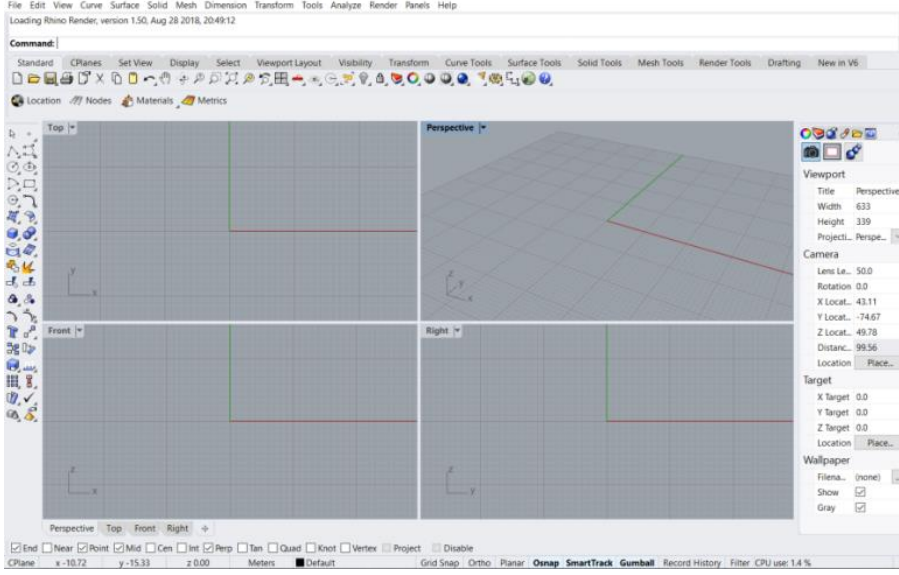 File Edit View Curve Surface Solid Mesh Dimension Transform Tools Analyze Render Panels Help
Loading Rhino Render, version 1.50, Aug 28 2018, 20:49:12
Command:
Standard CPlanes Set View Display Select Viewport Layout Visibility Transform Curve Tools Surface Tools Solid Tools Mesh Tools Render Tools Drafting New in V6
Location Nodes Materials Metrics
Top
y
x
Perspective
z
y
x
Front
z
x
Right
z
y
Viewport
Title Perspective
Width 633
Height 339
Projecti... Perspe...
Camera
Lens Le... 50.0
Rotation 0.0
X Locat... 43.11
Y Locat... -74.67
Z Locat... 49.78
Distanc... 99.56
Location Place...
Target
X Target 0.0
Y Target 0.0
Z Target 0.0
Location Place...
Wallpaper
Filena... (none) ...
Show
Gray
Perspective Top Front Right
End Near Point Mid Cen Int Perp Tan Quad Knot Vertex Project Disable
CPlane x -10.72 y -15.33 z 0.00 Meters Default Grid Snap Ortho Planar Osnap SmartTrack Gumball Record History Filter CPU use: 1.4 %